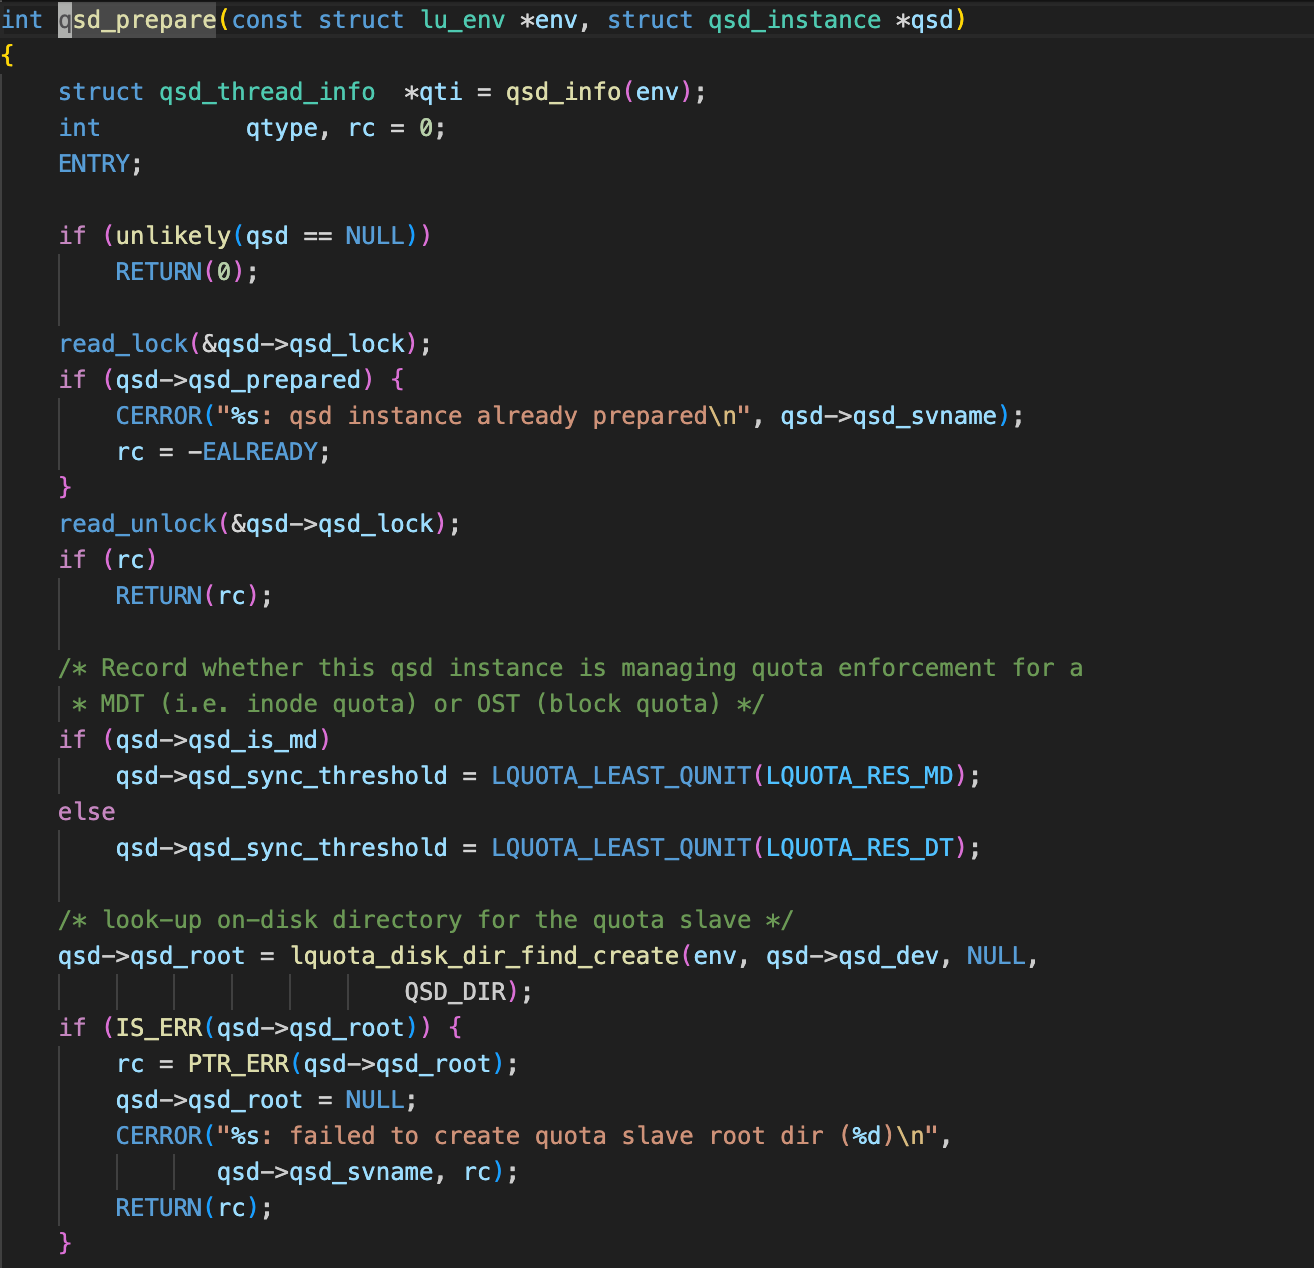 int qsd_prepare(const struct lu_env *env, struct qsd_instance *qsd)
{
    struct qsd_thread_info  *qti = qsd_info(env);
    int          qtype, rc = 0;
    ENTRY;

    if (unlikely(qsd == NULL))
        RETURN(0);

    read_lock(&qsd->qsd_lock);
    if (qsd->qsd_prepared) {
        CERROR("%s: qsd instance already prepared\n", qsd->qsd_svname);
        rc = -EALREADY;
    }
    read_unlock(&qsd->qsd_lock);
    if (rc)
        RETURN(rc);

    /* Record whether this qsd instance is managing quota enforcement for a
     * MDT (i.e. inode quota) or OST (block quota) */
    if (qsd->qsd_is_md)
        qsd->qsd_sync_threshold = LQUOTA_LEAST_QUNIT(LQUOTA_RES_MD);
    else
        qsd->qsd_sync_threshold = LQUOTA_LEAST_QUNIT(LQUOTA_RES_DT);

    /* look-up on-disk directory for the quota slave */
    qsd->qsd_root = lquota_disk_dir_find_create(env, qsd->qsd_dev, NULL,
                            QSD_DIR);
    if (IS_ERR(qsd->qsd_root)) {
        rc = PTR_ERR(qsd->qsd_root);
        qsd->qsd_root = NULL;
        CERROR("%s: failed to create quota slave root dir (%d)\n",
               qsd->qsd_svname, rc);
        RETURN(rc);
    }